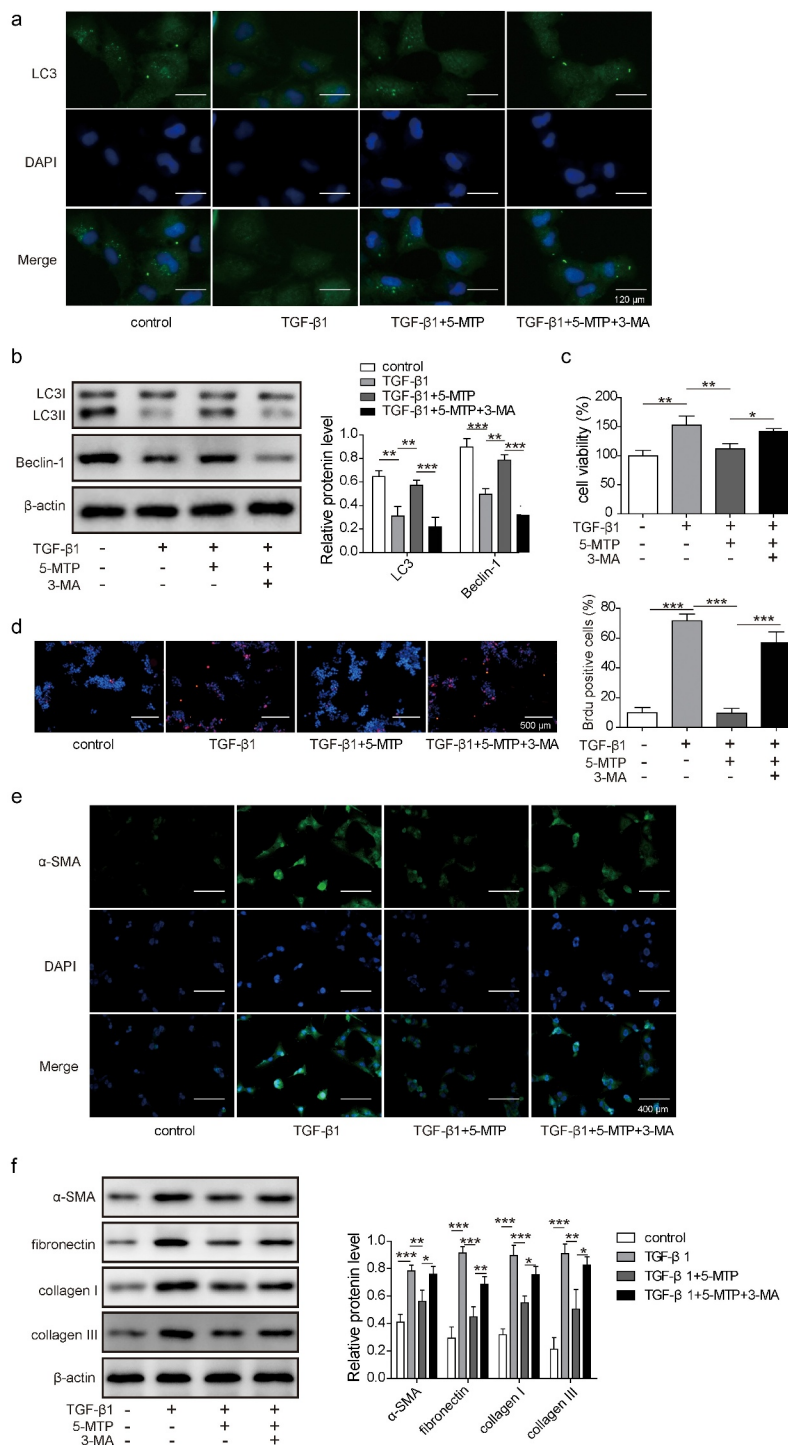 a
LC3
DAPI
Merge
120 μm
control TGF-β1 TGF-β1+5-MTP TGF-β1+5-MTP+3-MA
b
LC3I
LC3II
Beclin-1
β-actin
TGF-β1 - + + +
5-MTP - - + +
3-MA - - - +
control
TGF-β1
TGF-β1+5-MTP
TGF-β1+5-MTP+3-MA
Relative protenin level
1.0
0.8
0.6
0.4
0.2
0.0
** ** *** *** ** ***
LC3 Beclin-1
c
cell viability (%)
200
150
100
50
0
** ** *
TGF-β1 - + + +
5-MTP - - + +
3-MA - - - +
Brdu positive cells (%)
80
60
40
20
0
*** *** ***
TGF-β1 - + + +
5-MTP - - + +
3-MA - - - +
d
500 μm
control TGF-β1 TGF-β1+5-MTP TGF-β1+5-MTP+3-MA
e
α-SMA
DAPI
Merge
400 μm
control TGF-β1 TGF-β1+5-MTP TGF-β1+5-MTP+3-MA
f
α-SMA
fibronectin
collagen I
collagen III
β-actin
TGF-β1 - + + +
5-MTP - - + +
3-MA - - - +
control
TGF-β 1
TGF-β 1+5-MTP
TGF-β 1+5-MTP+3-MA
Relative protenin level
1.0
0.8
0.6
0.4
0.2
0.0
*** ** * *** *** ** *** *** * *** ** *
α-SMA fibronectin collagen I collagen III